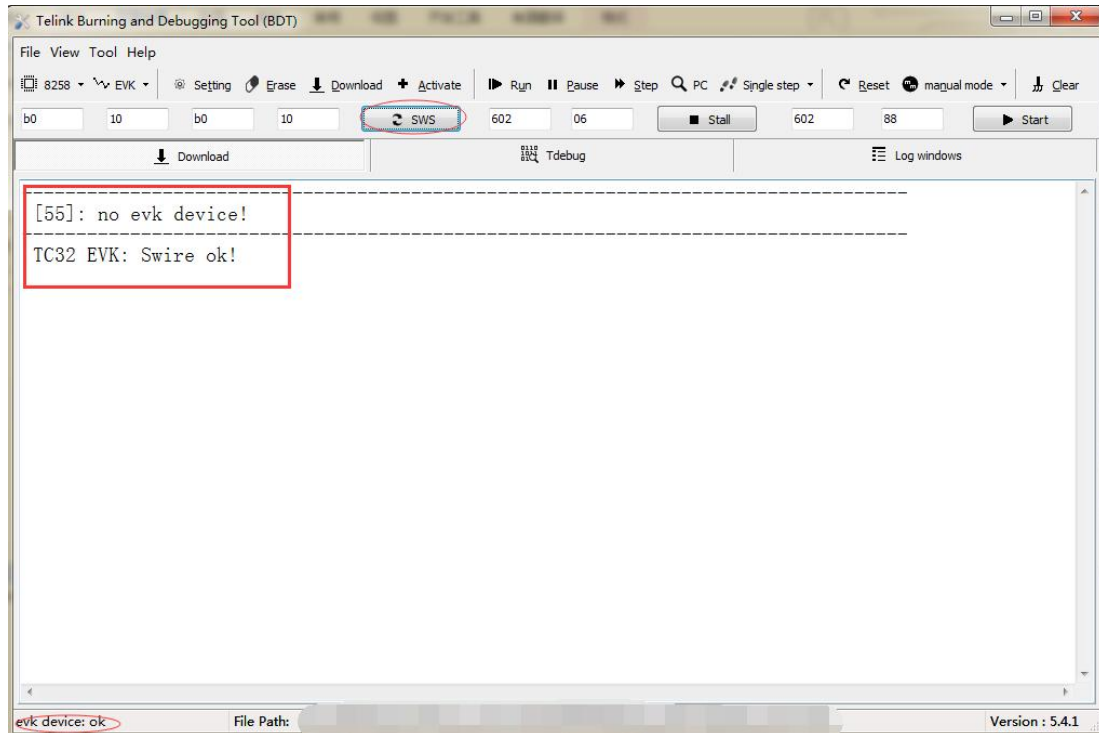 Telink Burning and Debugging Tool (BDT)
File View Tool Help
8258 EVK Setting Erase Download Activate Run Pause Step PC Single step Reset manual mode Clear
b0 10 b0 10 SWS 602 06 Stall 602 88 Start
Download Tdebug Log windows
[55]: no evk device!
TC32 EVK: Swire ok!
evk device: ok File Path: Version : 5.4.1